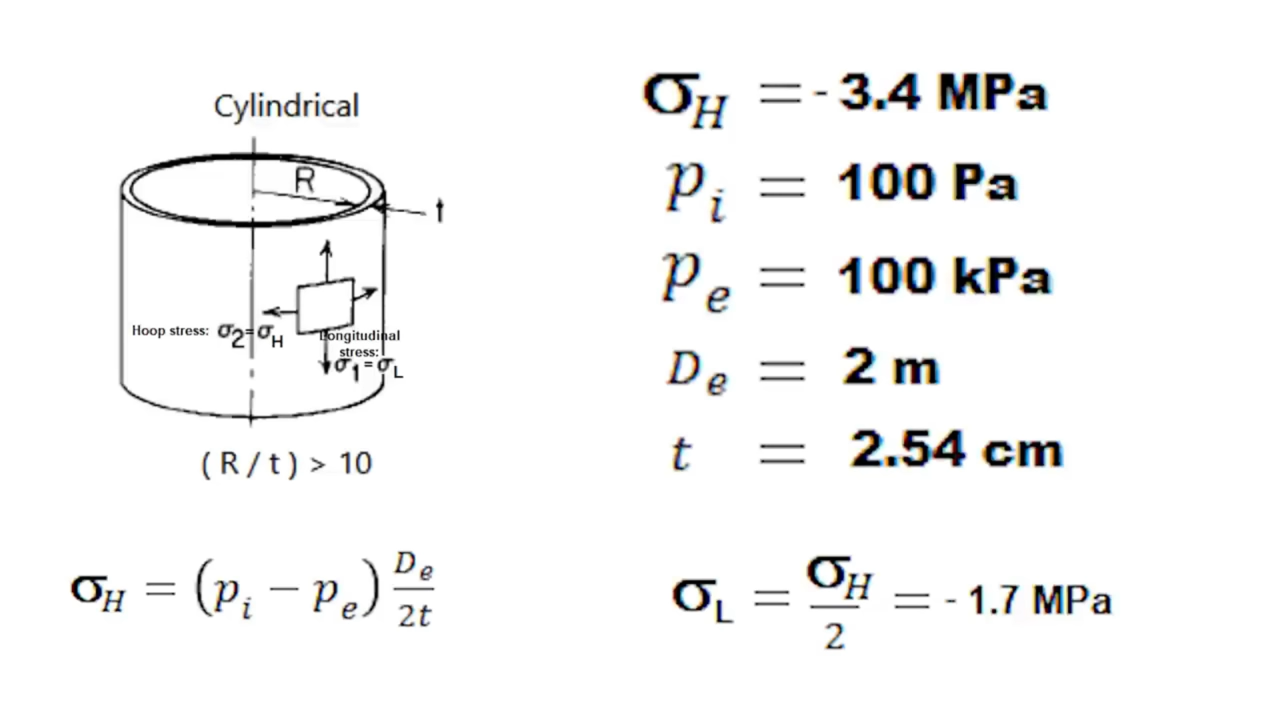 Cylindrical
R
t
Hoop stress: σ2=σH
Longitudinal
stress:
σ1=σL
( R / t ) > 10
σH = (pi − pe) De/2t
σH = - 3.4 MPa
pi = 100 Pa
pe = 100 kPa
De = 2 m
t = 2.54 cm
σL = σH/2 = - 1.7 MPa